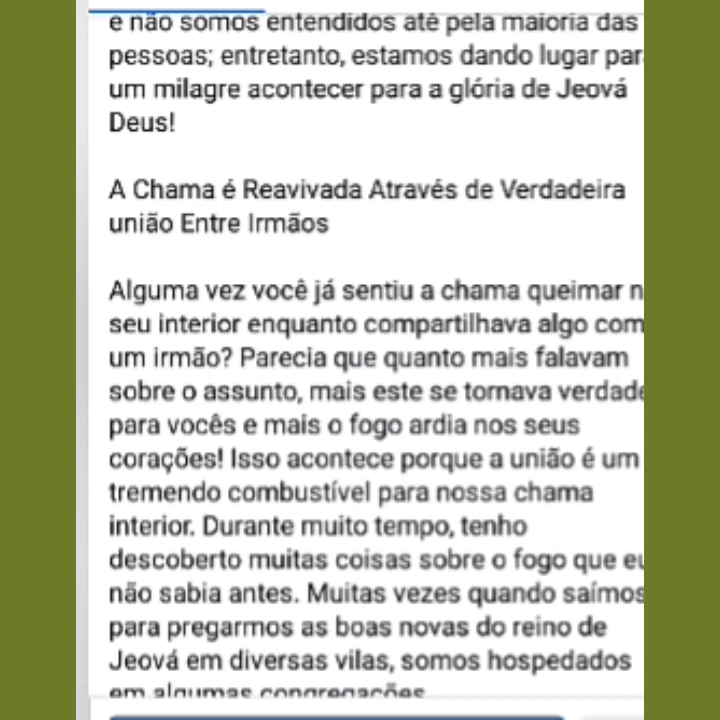 e não somos entendidos até pela maioria das
pessoas; entretanto, estamos dando lugar par
um milagre acontecer para a glória de Jeová
Deus!
A Chama é Reavivada Através de Verdadeira
união Entre Irmãos
Alguma vez você já sentiu a chama queimar n
seu interior enquanto compartilhava algo com
um irmão? Parecia que quanto mais falavam
sobre o assunto, mais este se tornava verdade
para vocês e mais o fogo ardia nos seus
corações! Isso acontece porque a união é um
tremendo combustível para nossa chama
interior. Durante muito tempo, tenho
descoberto muitas coisas sobre o fogo que eu
não sabia antes. Muitas vezes quando saímos
para pregarmos as boas novas do reino de
Jeová em diversas vilas, somos hospedados
em algumas congregações